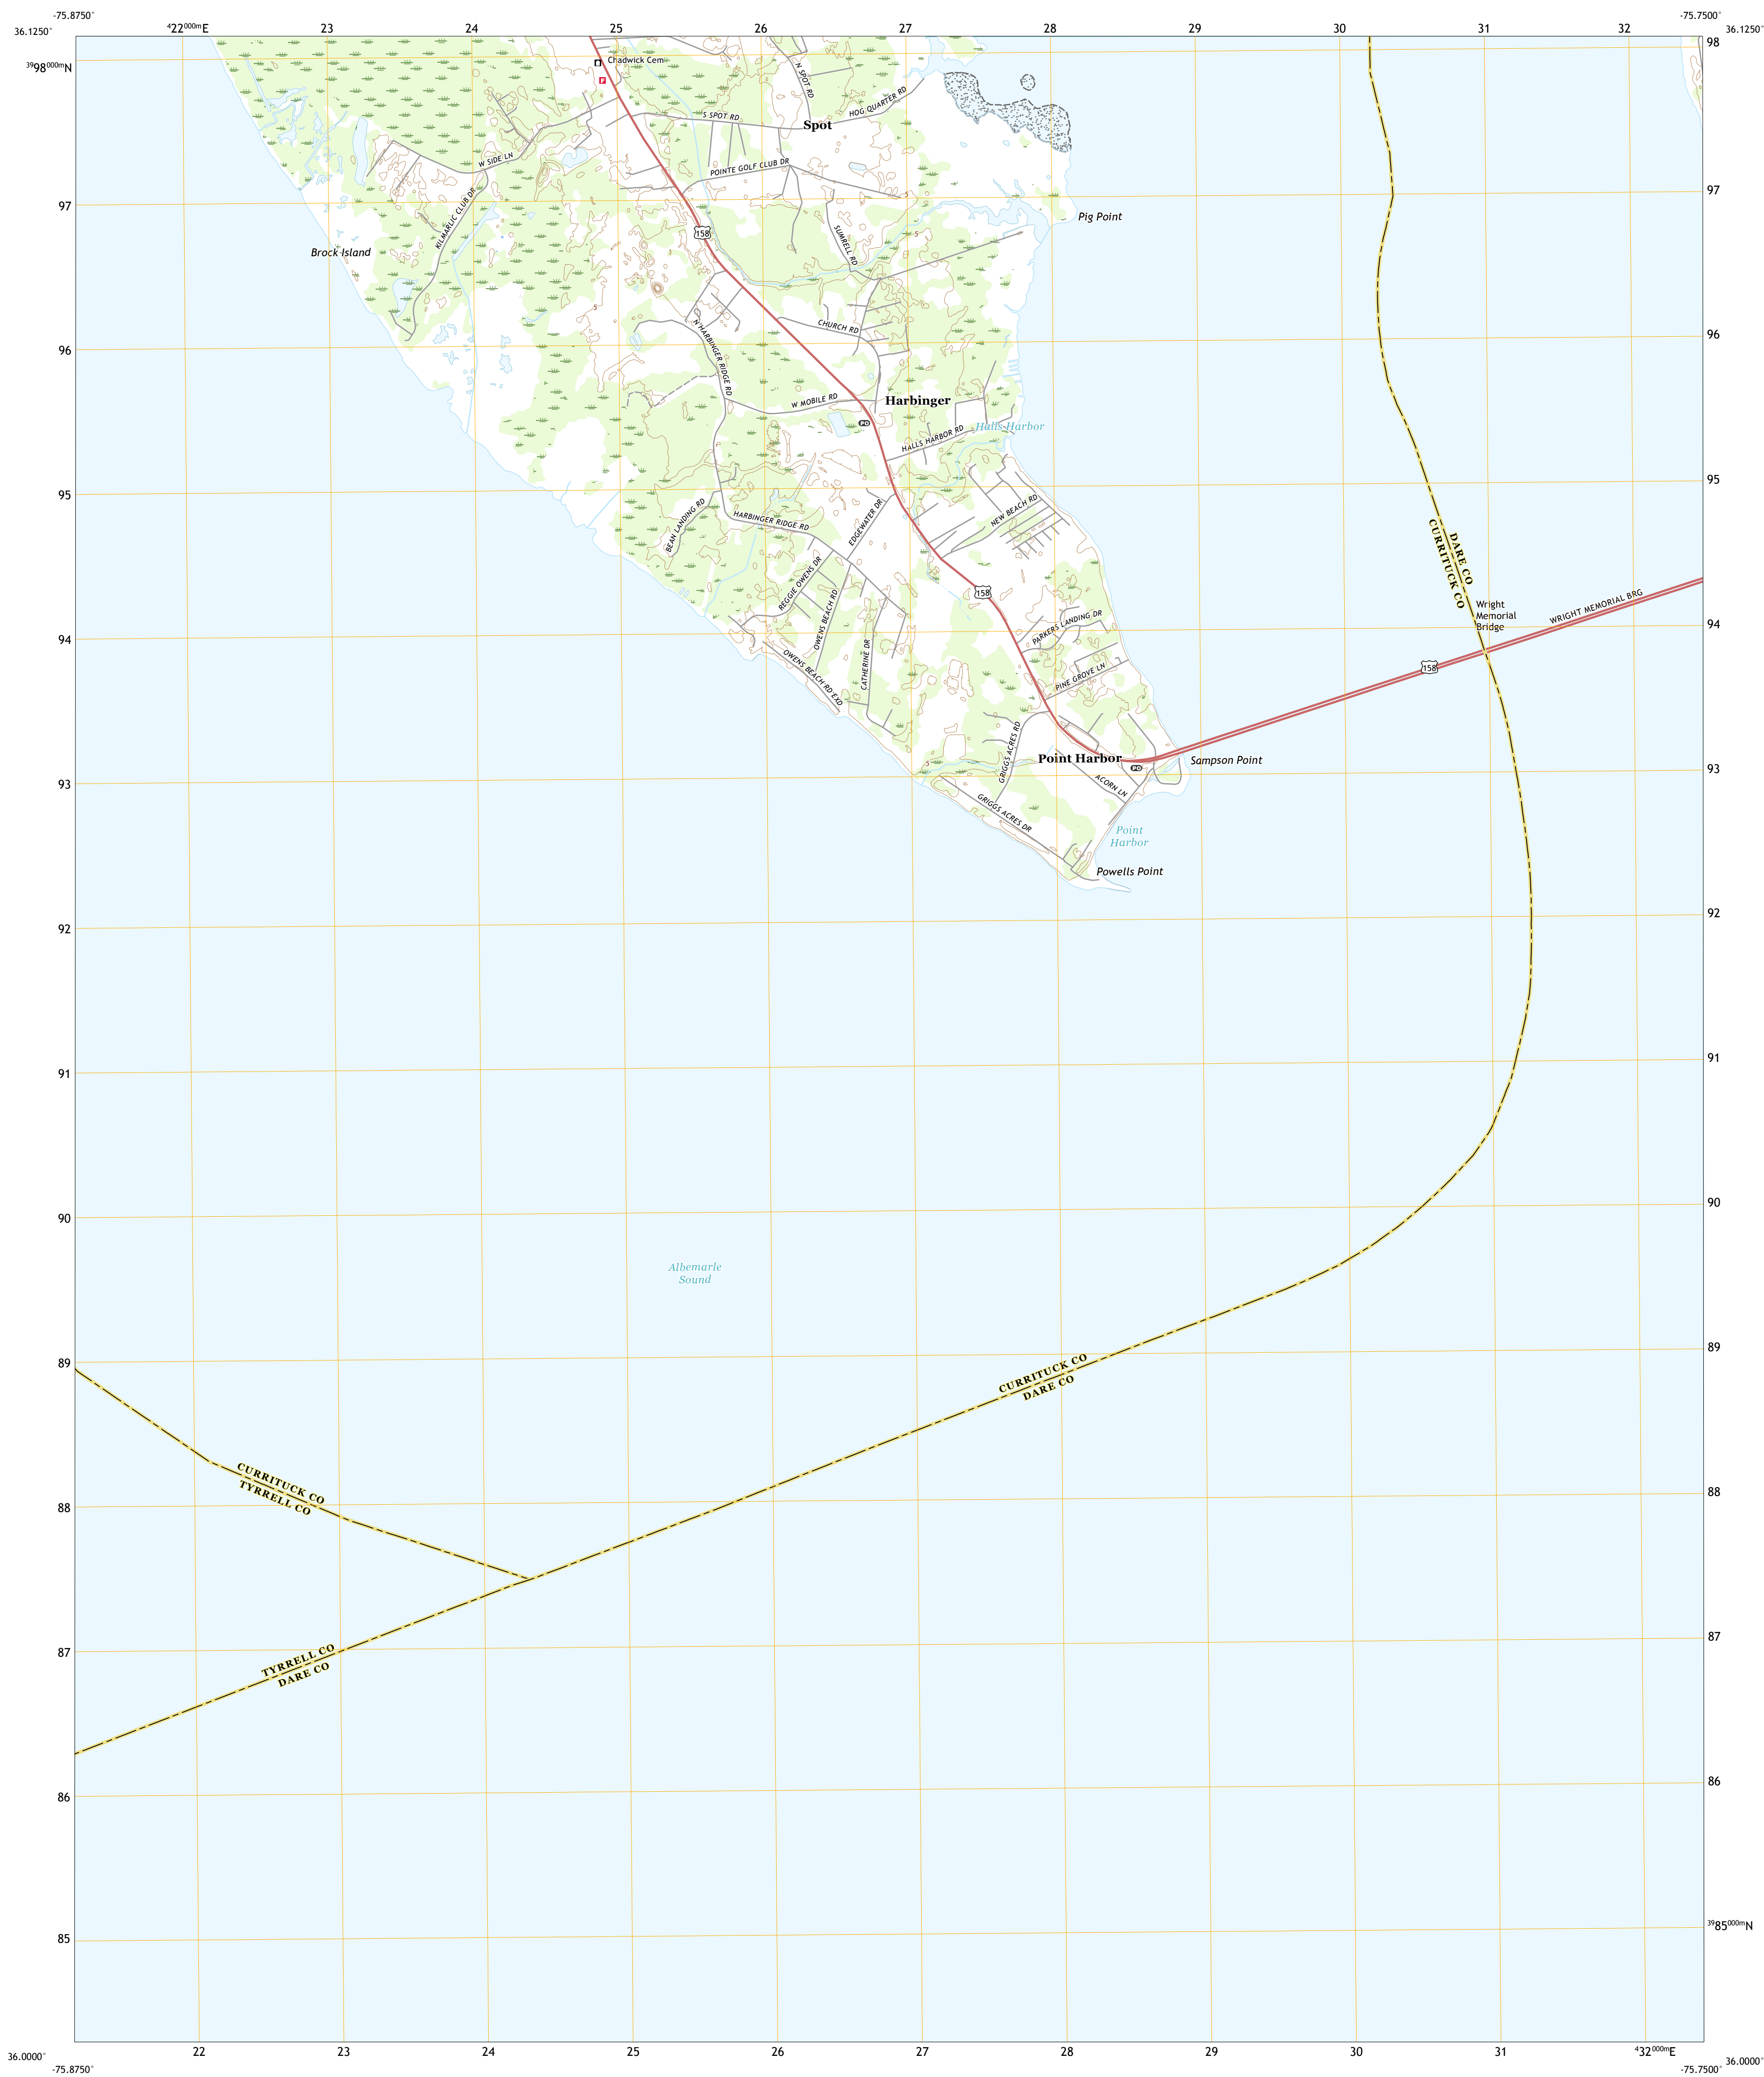 -75.8750°
-75.7500°
36.1250°
⁴22⁰⁰⁰ᵐE
23
24
25
26
27
28
29
30
31
32
36.1250°
³⁹98⁰⁰⁰ᵐN
98
Chadwick Cem
F
N SPOT RD
S SPOT RD
HOG QUARTER RD
Spot
W SIDE LN
POINTE GOLF CLUB DR
97
97
KILMARLIC CLUB DR
5
Pig Point
158
SUMRELL RD
5
Brock Island
5
N HARBINGER RIDGE RD
CHURCH RD
96
96
W MOBILE RD
Harbinger
PO
HALLS HARBOR RD
Halls Harbor
95
95
BEAN LANDING RD
HARBINGER RIDGE RD
EDGEWATER DR
NEW BEACH RD
DARE CO
CURRITUCK CO
REGGIE OWENS DR
OWENS BEACH RD
158
Wright
Memorial
Bridge
WRIGHT MEMORIAL BRG
94
94
PARKERS LANDING DR
OWENS BEACH RD EXD
CATHERINE DR
PINE GROVE LN
158
GRIGGS ACRES RD
Point Harbor
PO
Sampson Point
5
93
93
ACORN LN
GRIGGS ACRES DR
Point
Harbor
Powells Point
92
92
91
91
90
90
Albemarle
Sound
89
89
CURRITUCK CO
DARE CO
CURRITUCK CO
TYRRELL CO
88
88
87
87
TYRRELL CO
DARE CO
86
86
85
³⁹85⁰⁰⁰ᵐN
36.0000°
22
23
24
25
26
27
28
29
30
31
⁴32⁰⁰⁰ᵐE
36.0000°
-75.8750°
-75.7500°